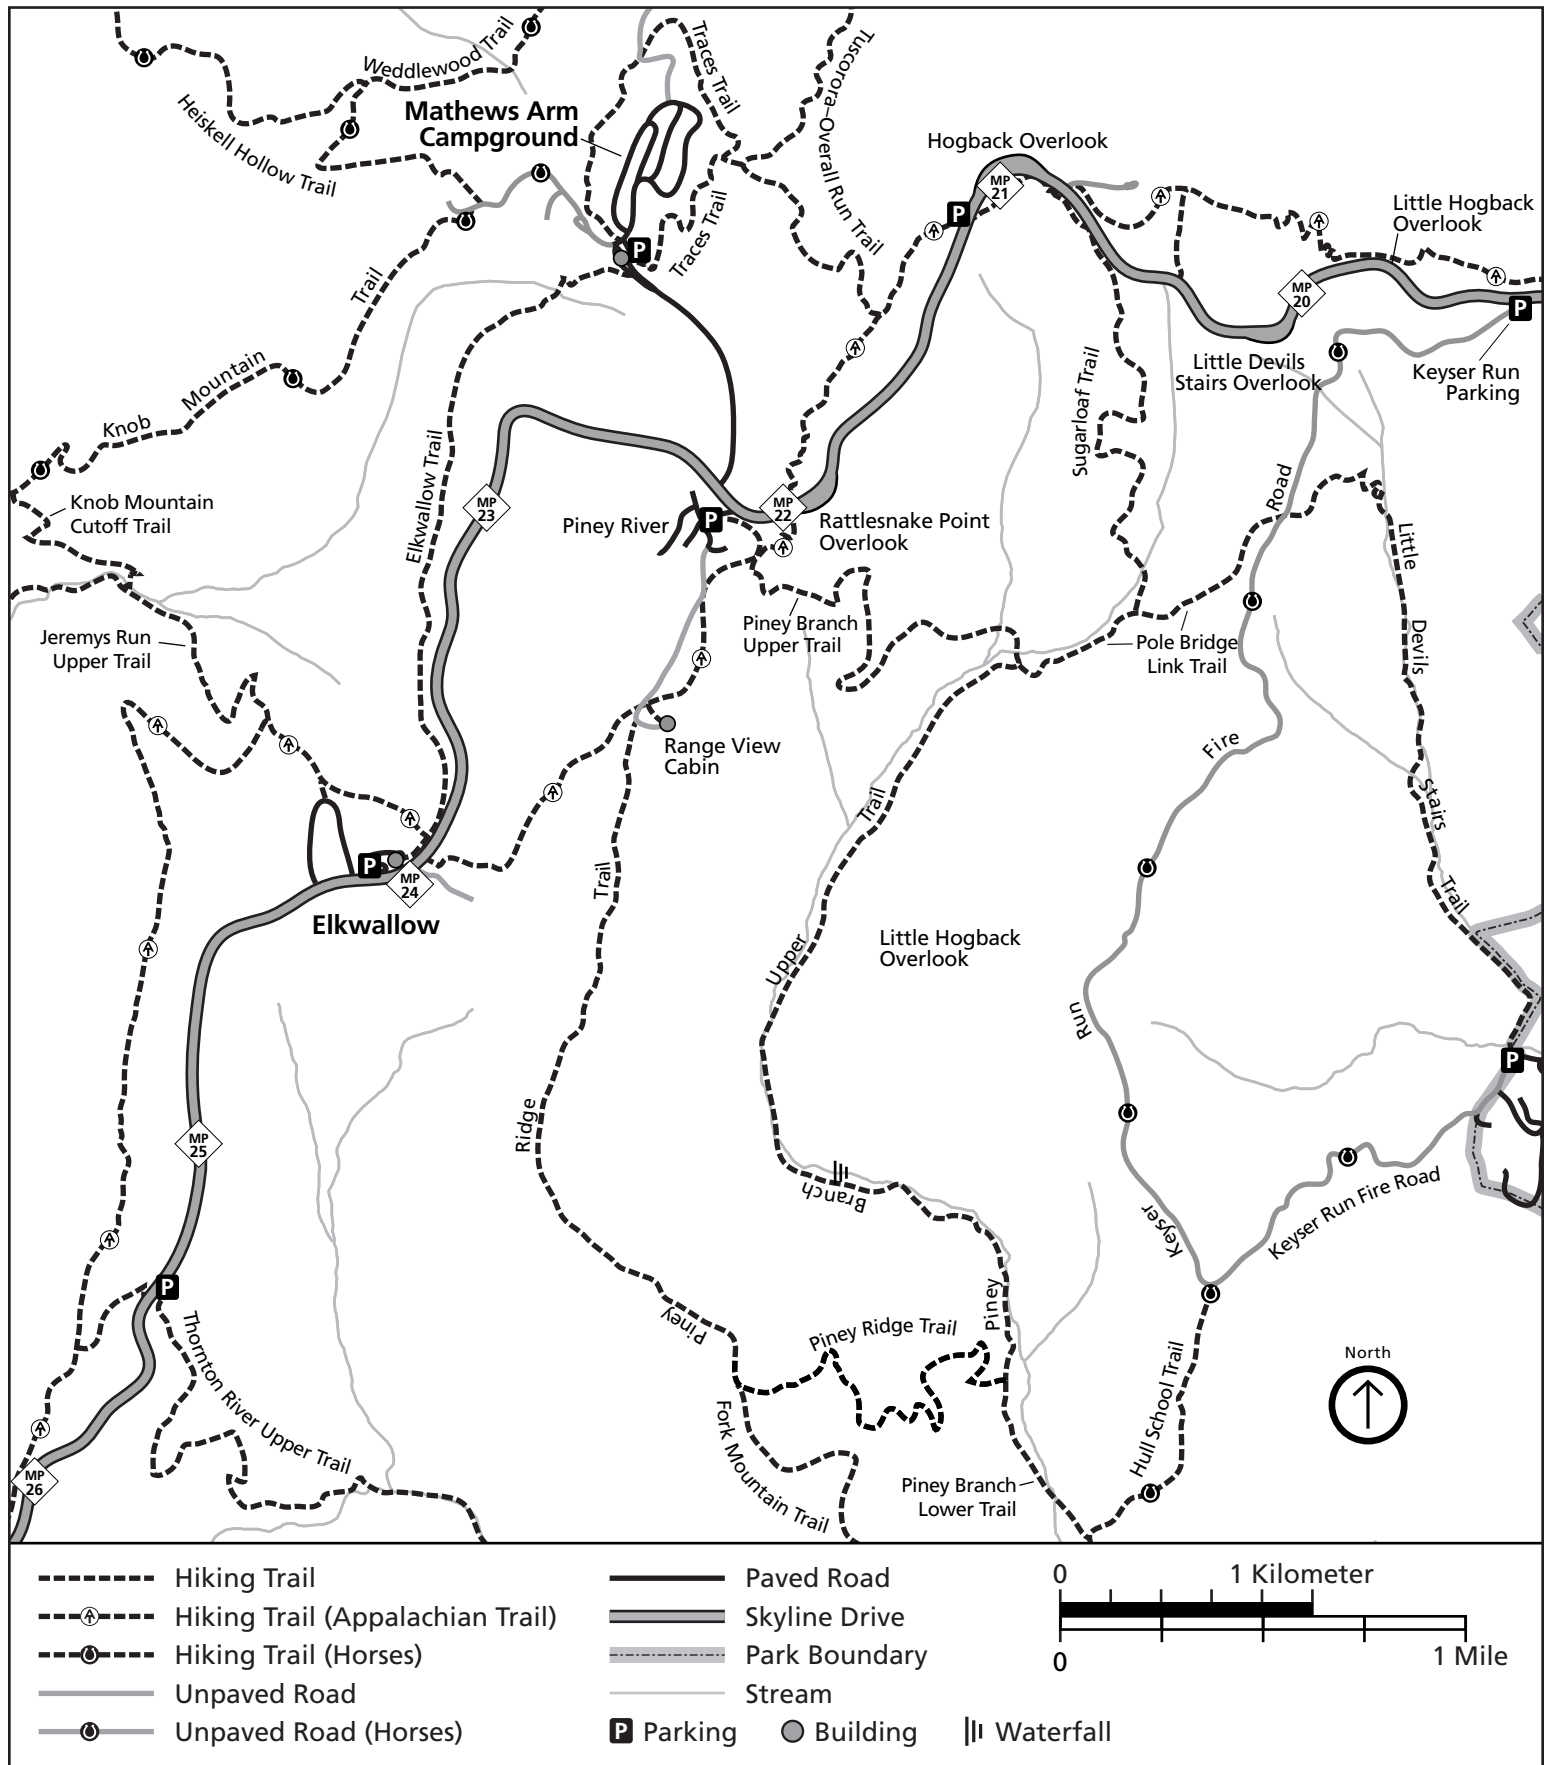 Weddlewood Trail
Traces Trail
Tuscorora–Overall Run Trail
Heiskell Hollow Trail
Mathews Arm
Campground
Hogback Overlook
MP
21
P
Little Hogback
Overlook
Traces Trail
P
MP
20
P
Knob Mountain Trail
Little Devils
Stairs Overlook
Keyser Run
Parking
Sugarloaf Trail
Elkwallow Trail
Knob Mountain
Cutoff Trail
MP
23
Piney River
P
MP
22
Rattlesnake Point
Overlook
Road
Little
Devils
Stairs
Trail
Jeremys Run
Upper Trail
Piney Branch
Upper Trail
Pole Bridge
Link Trail
Range View
Cabin
Fire
Trail
P
MP
24
Elkwallow
Trail
Upper
Little Hogback
Overlook
Run
P
Ridge
MP
25
Branch
Keyser
Keyser Run Fire Road
P
Piney
Piney
Piney Ridge Trail
Thornton River Upper Trail
Fork Mountain Trail
Hull School Trail
North
MP
26
Piney Branch
Lower Trail
Hiking Trail
Hiking Trail (Appalachian Trail)
Hiking Trail (Horses)
Unpaved Road
Unpaved Road (Horses)
Paved Road
Skyline Drive
Park Boundary
Stream
P Parking
Building
Waterfall
0 1 Kilometer
0 1 Mile